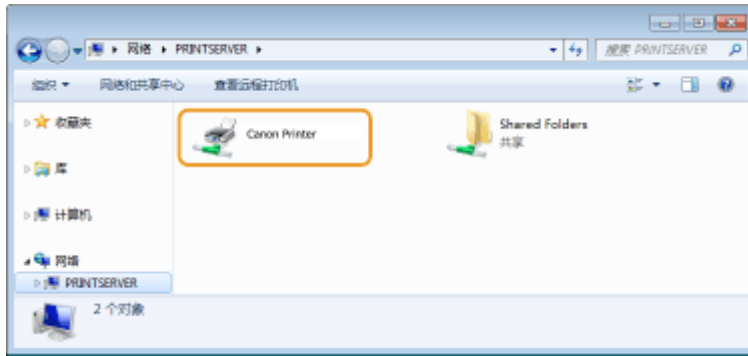 网络 ▸ PRINTSERVER ▸
搜索 PRINTSERVER
组织 网络和共享中心 查看远程打印机
收藏夹
库
计算机
网络
PRINTSERVER
Canon Printer
Shared Folders
共享
2 个对象